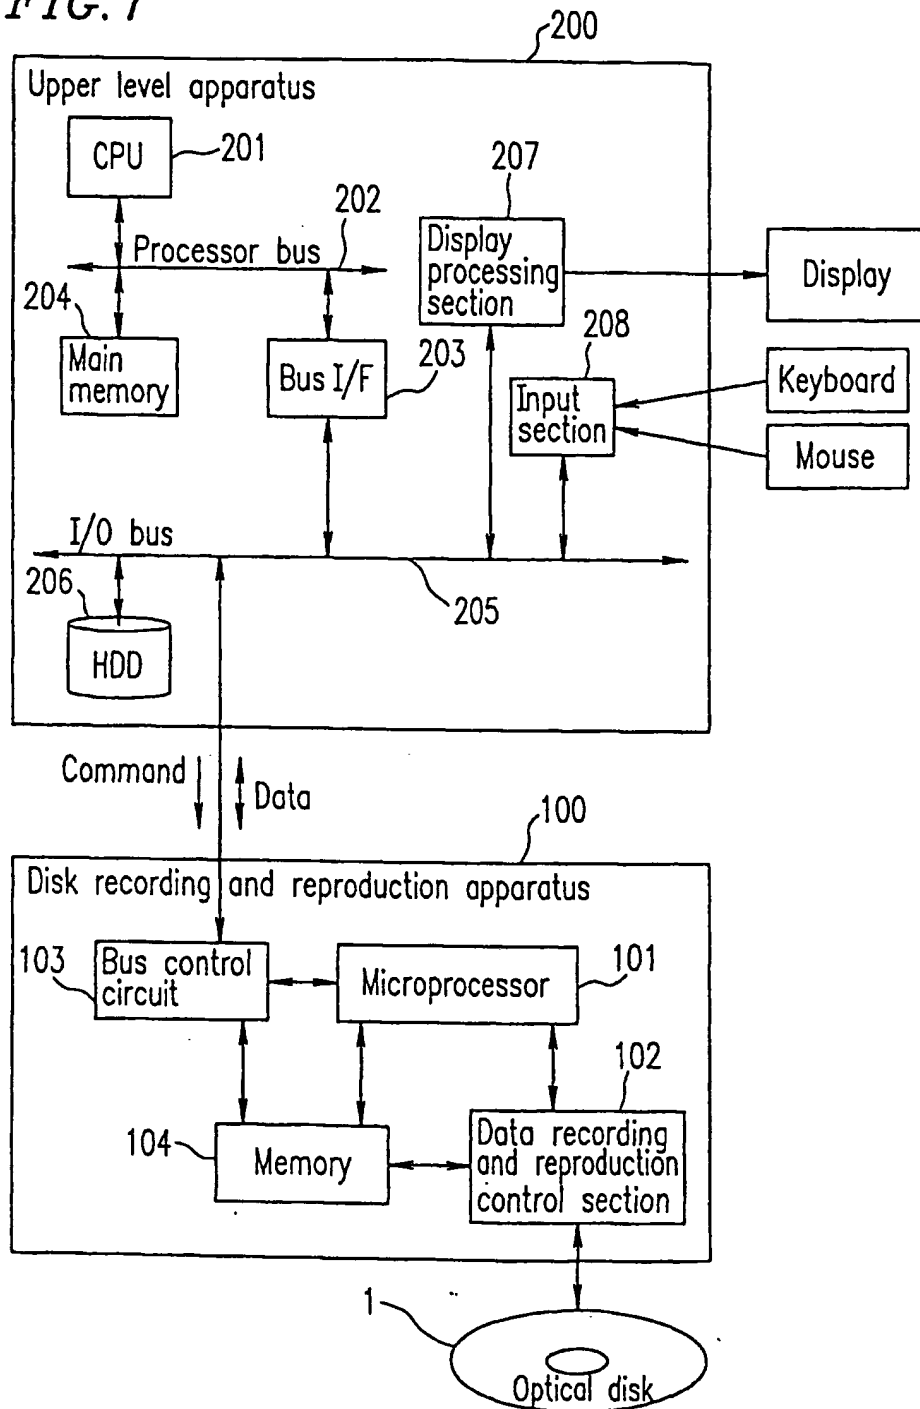 FIG. 7
200
Upper level apparatus
CPU
201
207
202
Processor bus
Display
processing
section
Display
204
208
Main
memory
Bus I/F
203
Input
section
Keyboard
Mouse
I/O bus
206
205
HDD
Command
Data
100
Disk recording and reproduction apparatus
103
Bus control
circuit
Microprocessor
101
102
104
Memory
Data recording
and reproduction
control section
1
Optical disk